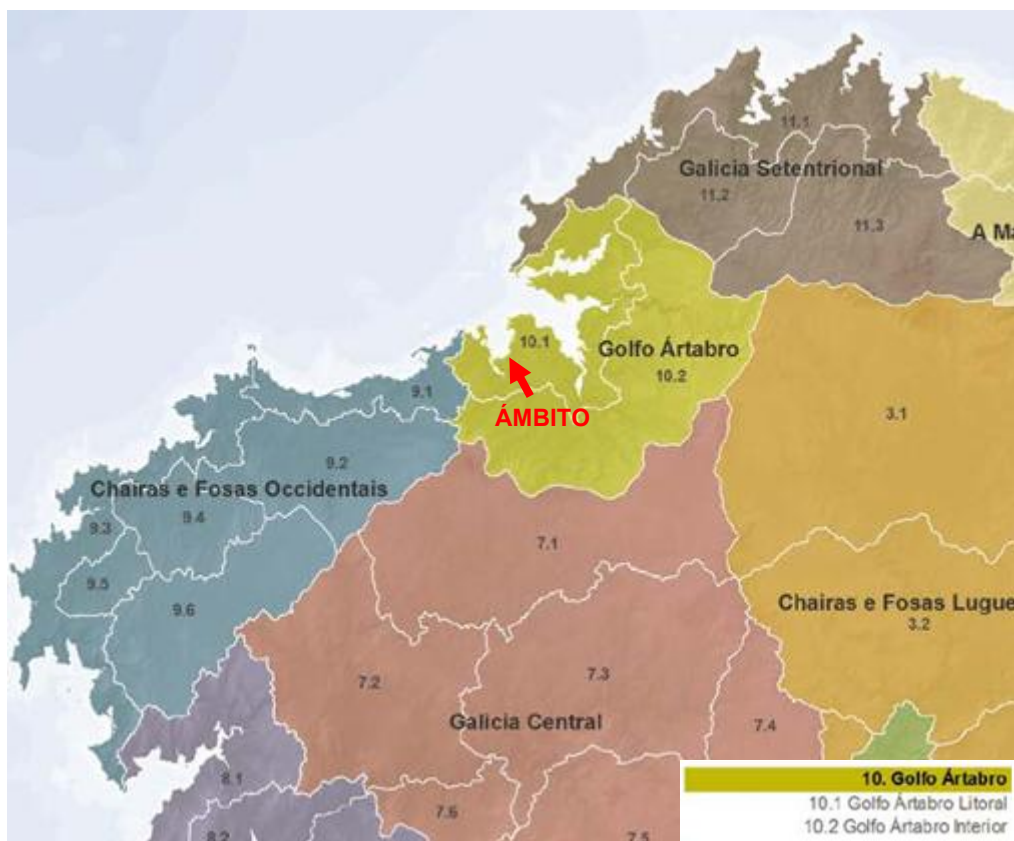 11.1
Galicia Setentrional
11.2
11.3
A Ma
10.1
Golfo Ártabro
10.2
9.1
ÁMBITO
3.1
9.2
Chairas e Fosas Occidentais
9.4
9.3
7.1
9.5
9.6
Chairas e Fosas Lugue
3.2
7.2
7.3
Galicia Central
7.4
8.1
7.6
8.2
7.5
10. Golfo Ártabro
10.1 Golfo Ártabro Litoral
10.2 Golfo Ártabro Interior